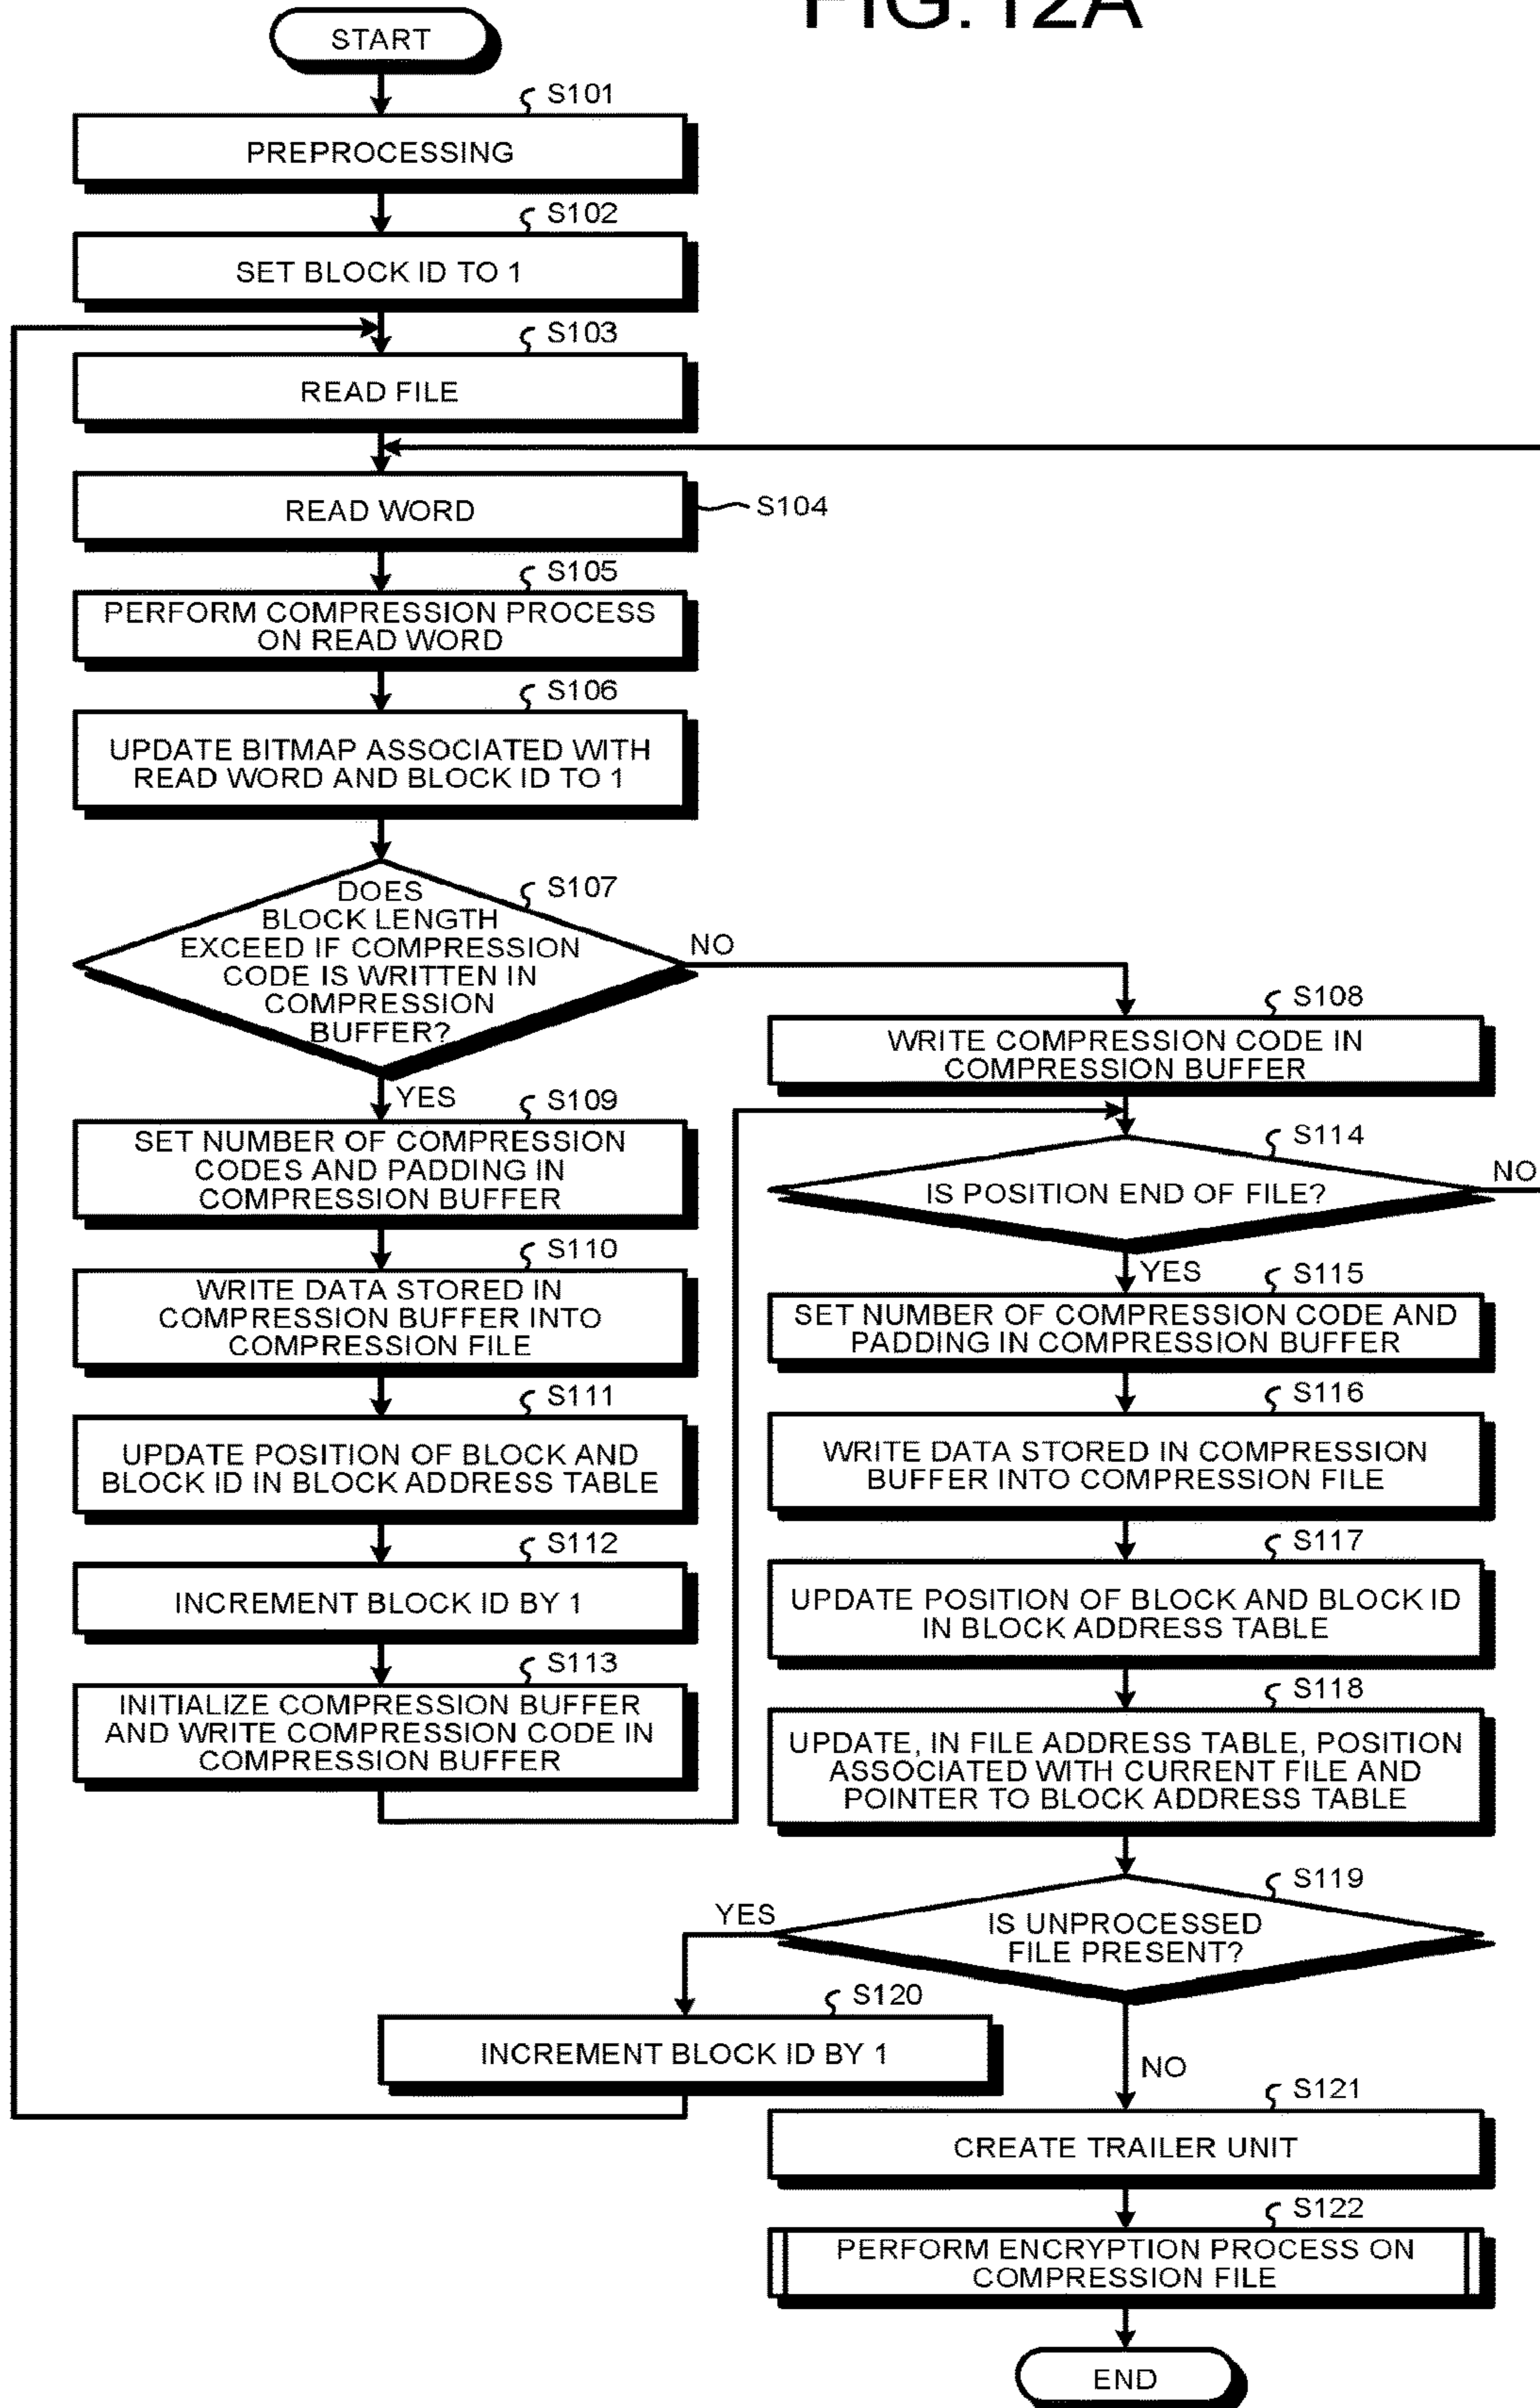 FIG. 12A
START
S101
PREPROCESSING
S102
SET BLOCK ID TO 1
S103
READ FILE
READ WORD
S104
S105
PERFORM COMPRESSION PROCESS
ON READ WORD
S106
UPDATE BITMAP ASSOCIATED WITH
READ WORD AND BLOCK ID TO 1
S107
DOES
BLOCK LENGTH
EXCEED IF COMPRESSION
CODE IS WRITTEN IN
COMPRESSION
BUFFER?
NO
YES
S108
WRITE COMPRESSION CODE IN
COMPRESSION BUFFER
S109
SET NUMBER OF COMPRESSION
CODES AND PADDING IN
COMPRESSION BUFFER
S110
WRITE DATA STORED IN
COMPRESSION BUFFER INTO
COMPRESSION FILE
S111
UPDATE POSITION OF BLOCK AND
BLOCK ID IN BLOCK ADDRESS TABLE
S112
INCREMENT BLOCK ID BY 1
S113
INITIALIZE COMPRESSION BUFFER
AND WRITE COMPRESSION CODE IN
COMPRESSION BUFFER
S114
IS POSITION END OF FILE?
NO
YES
S115
SET NUMBER OF COMPRESSION CODE AND
PADDING IN COMPRESSION BUFFER
S116
WRITE DATA STORED IN COMPRESSION
BUFFER INTO COMPRESSION FILE
S117
UPDATE POSITION OF BLOCK AND BLOCK ID
IN BLOCK ADDRESS TABLE
S118
UPDATE, IN FILE ADDRESS TABLE, POSITION
ASSOCIATED WITH CURRENT FILE AND
POINTER TO BLOCK ADDRESS TABLE
S119
IS UNPROCESSED
FILE PRESENT?
YES
S120
INCREMENT BLOCK ID BY 1
NO
S121
CREATE TRAILER UNIT
S122
PERFORM ENCRYPTION PROCESS ON
COMPRESSION FILE
END